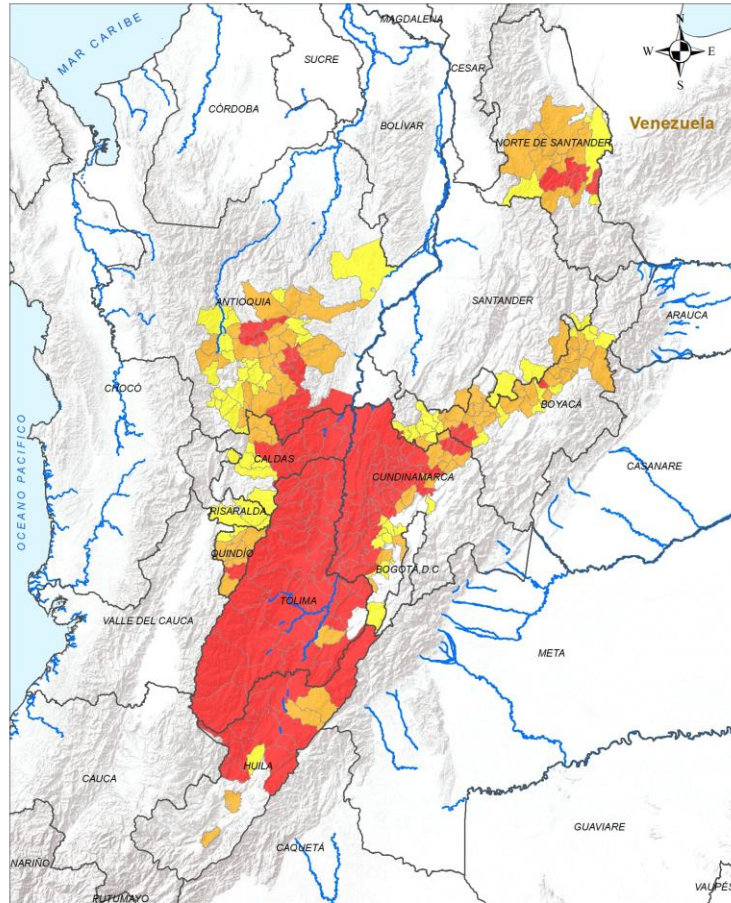 MAGDALENA
N
W E
S
MAR CARIBE
SUCRE
CESAR
CÓRDOBA
BOLÍVAR
Venezuela
NORTE DE SANTANDER
ANTIOQUIA
SANTANDER
ARAUCA
CHOCÓ
BOYACÁ
CALDAS
CUNDINAMARCA
CASANARE
OCEANO PACIFICO
RISARALDA
QUINDÍO
BOGOTÁ, D.C
TOLIMA
VALLE DEL CAUCA
META
HUILA
CAUCA
GUAVIARE
CAQUETÁ
NARIÑO
PUTUMAYO
VAUPÉS